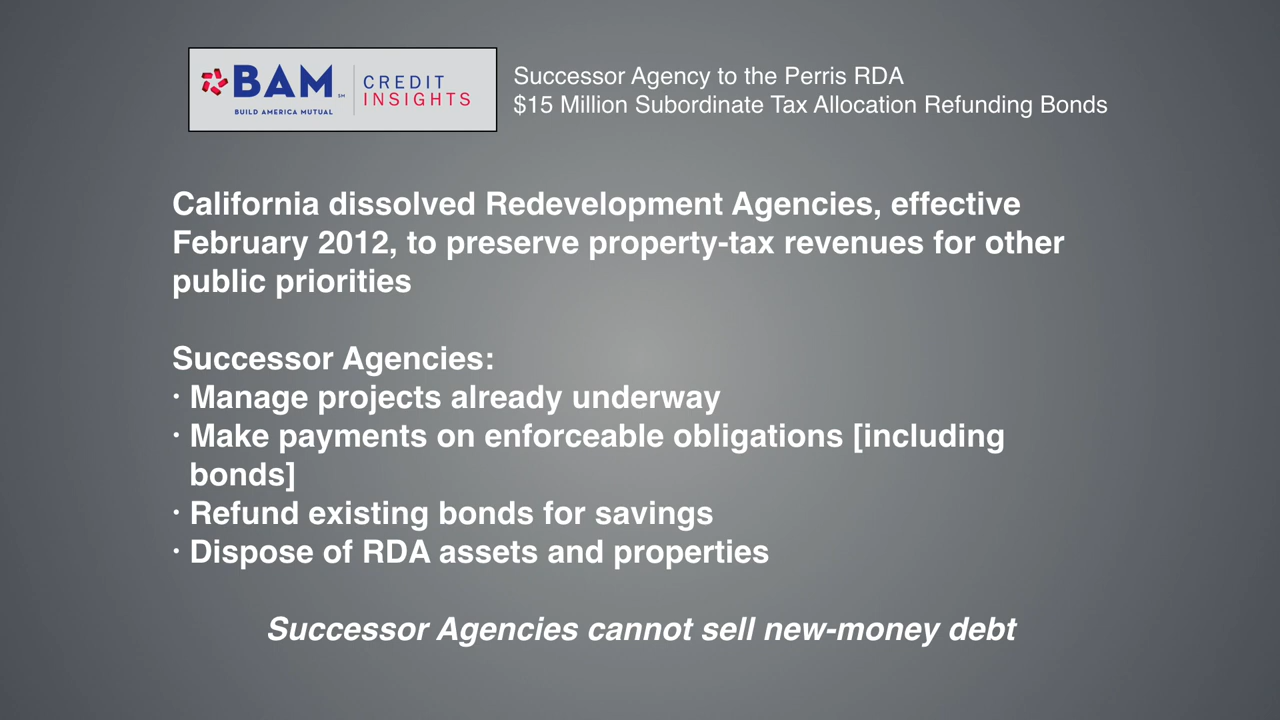 BAM SM
BUILD AMERICA MUTUAL
CREDIT
INSIGHTS
Successor Agency to the Perris RDA
$15 Million Subordinate Tax Allocation Refunding Bonds
California dissolved Redevelopment Agencies, effective
February 2012, to preserve property-tax revenues for other
public priorities
Successor Agencies:
· Manage projects already underway
· Make payments on enforceable obligations [including
bonds]
· Refund existing bonds for savings
· Dispose of RDA assets and properties
Successor Agencies cannot sell new-money debt